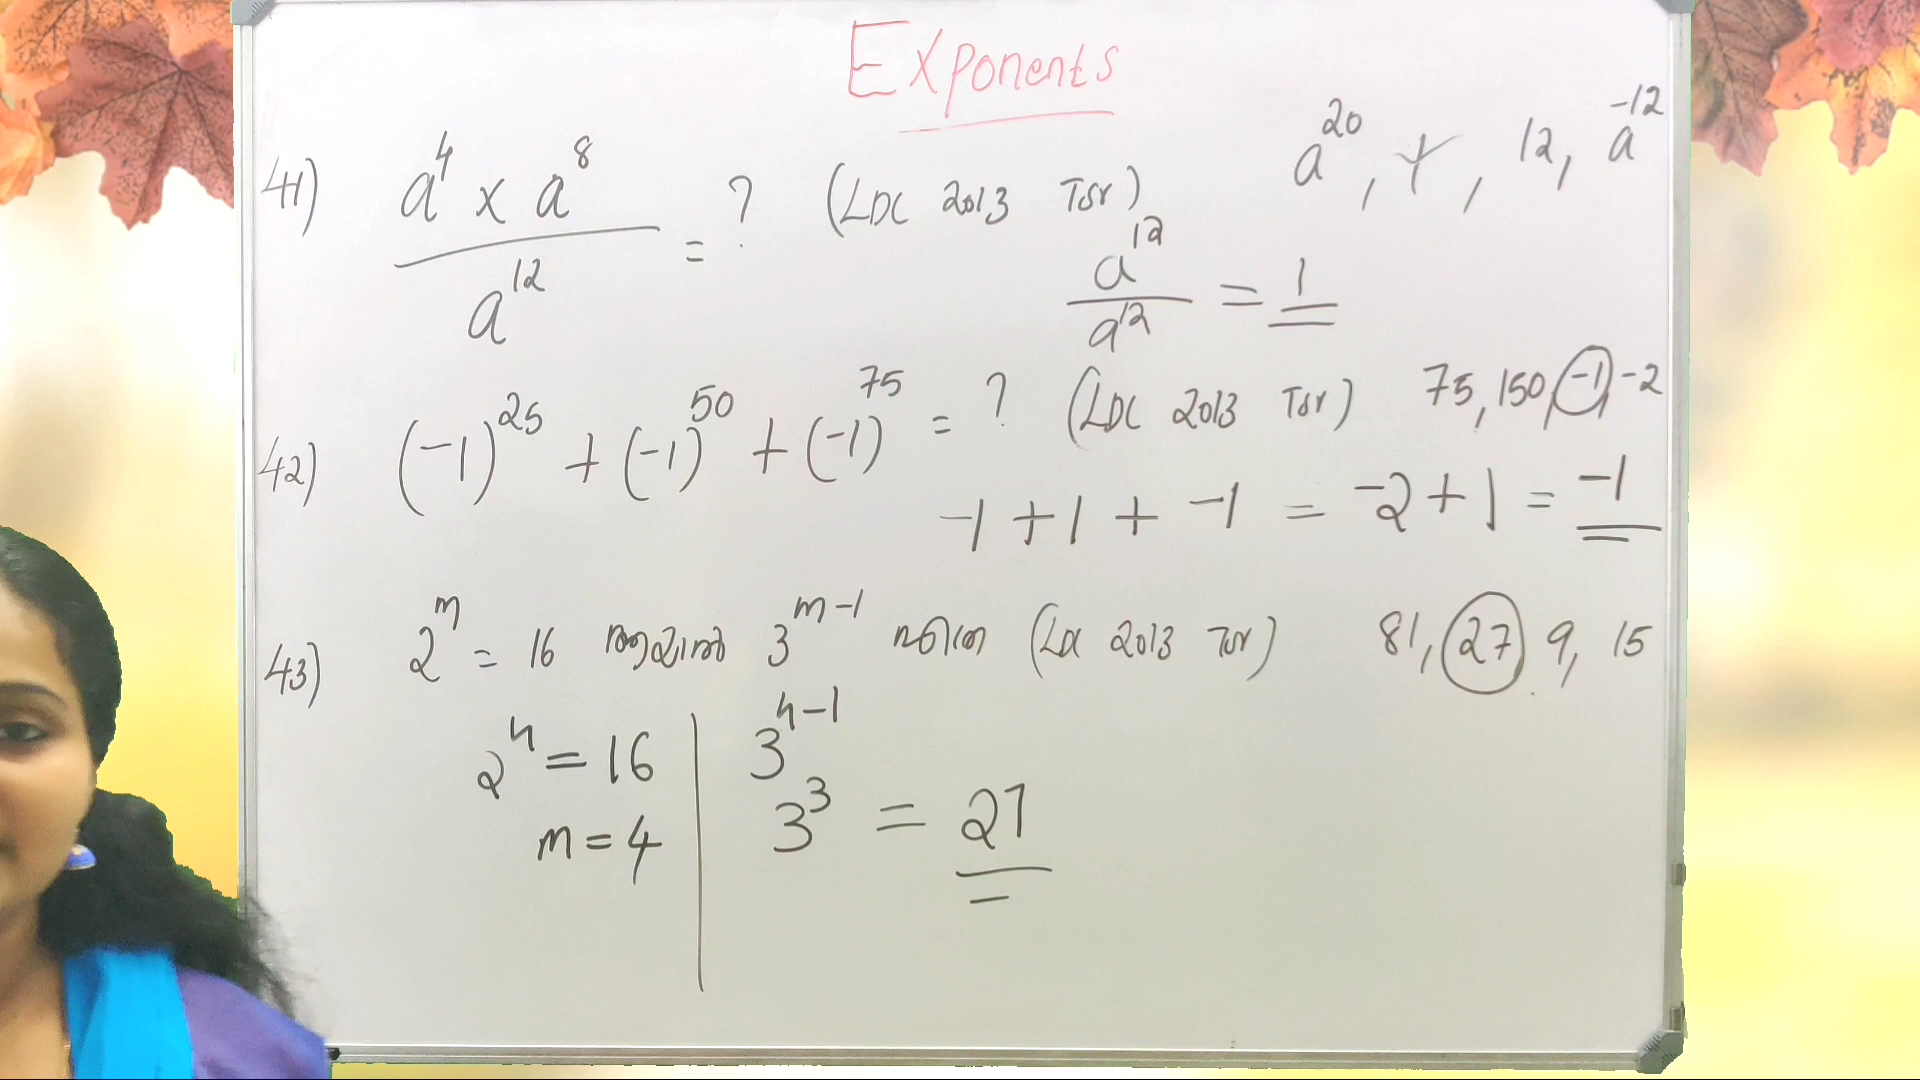 Exponents
41) a⁴ x a⁸ / a¹² = ? (LDC 2013 TSr) a²⁰, 1, 12, a⁻¹²
a¹² / a¹² = 1
42) (-1)²⁵ + (-1)⁵⁰ + (-1)⁷⁵ = ? (LDC 2013 TSr) 75, 150, -1, -2
-1 + 1 + -1 = -2 + 1 = -1
43) 2ᵐ = 16 ആയാൽ 3ᵐ⁻¹ (LDC 2013 TSr) 81, 27, 9, 15
2⁴ = 16
m = 4
3⁴⁻¹
3³ = 27